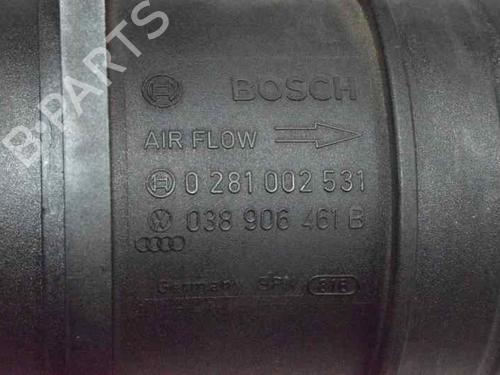 BOSCH
AIR FLOW
0 281 002 531
038 906 461 B
Germany
B-PARTS